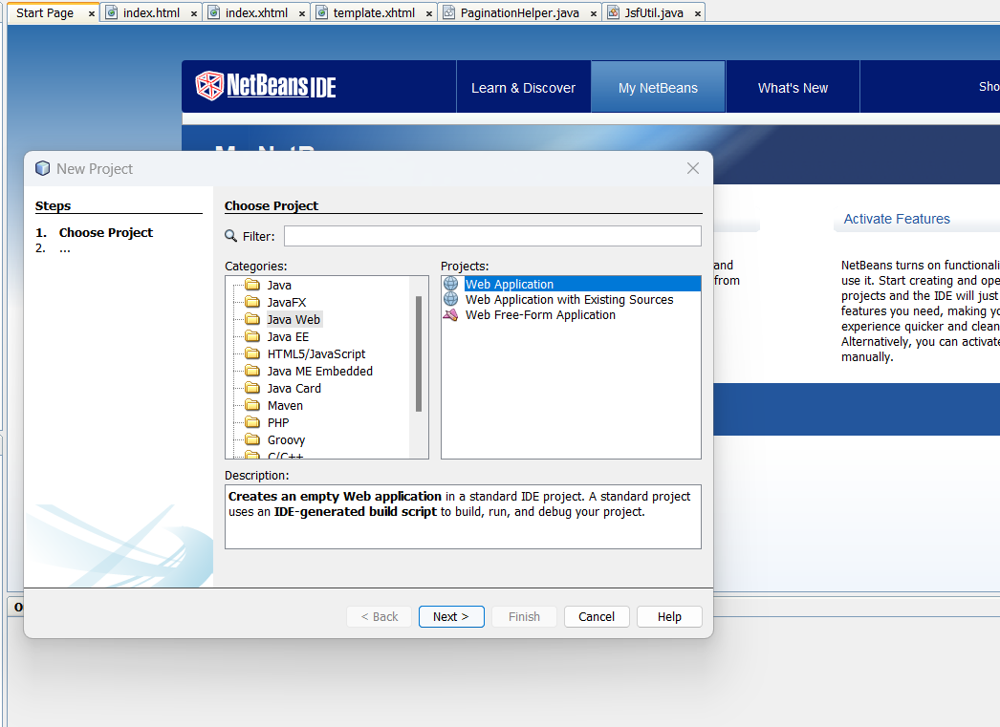 Start Page
index.html
index.xhtml
template.xhtml
PaginationHelper.java
JsfUtil.java
NetBeans IDE
Learn & Discover
My NetBeans
What's New
Sho
New Project
Steps
1. Choose Project
2. ...
Choose Project
Filter:
Categories:
Java
JavaFX
Java Web
Java EE
HTML5/JavaScript
Java ME Embedded
Java Card
Maven
PHP
Groovy
C/C++
Projects:
Web Application
Web Application with Existing Sources
Web Free-Form Application
Description:
Creates an empty Web application in a standard IDE project. A standard project
uses an IDE-generated build script to build, run, and debug your project.
< Back
Next >
Finish
Cancel
Help
and
from
Activate Features
NetBeans turns on functionali
use it. Start creating and ope
projects and the IDE will just
features you need, making yo
experience quicker and clean
Alternatively, you can activate
manually.